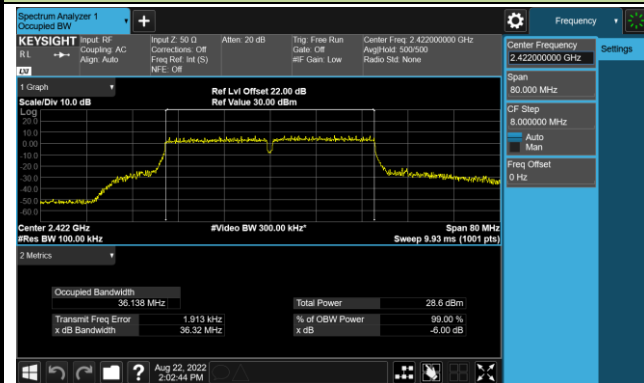 Spectrum Analyzer 1
Occupied BW
+
Frequency
KEYSIGHT
Input: RF
Coupling: AC
Align: Auto
RL
Input Z: 50 Ω
Corrections: Off
Freq Ref: Int (S)
NFE: Off
Atten: 20 dB
Trig: Free Run
Gate: Off
#IF Gain: Low
Center Freq: 2.422000000 GHz
Avg|Hold: 500/500
Radio Std: None
Center Frequency
2.422000000 GHz
Settings
Span
80.000 MHz
CF Step
8.000000 MHz
Auto
Man
Freq Offset
0 Hz
1 Graph
Scale/Div 10.0 dB
Ref Lvl Offset 22.00 dB
Ref Value 30.00 dBm
Log
20.0
10.0
0.00
-10.0
-20.0
-30.0
-40.0
-50.0
-60.0
Center 2.422 GHz
#Video BW 300.00 kHz*
Span 80 MHz
#Res BW 100.00 kHz
Sweep 9.93 ms (1001 pts)
2 Metrics
Occupied Bandwidth
36.138 MHz
Total Power 28.6 dBm
Transmit Freq Error 1.913 kHz
% of OBW Power 99.00 %
x dB Bandwidth 36.32 MHz
x dB -6.00 dB
?
Aug 22, 2022
2:02:44 PM